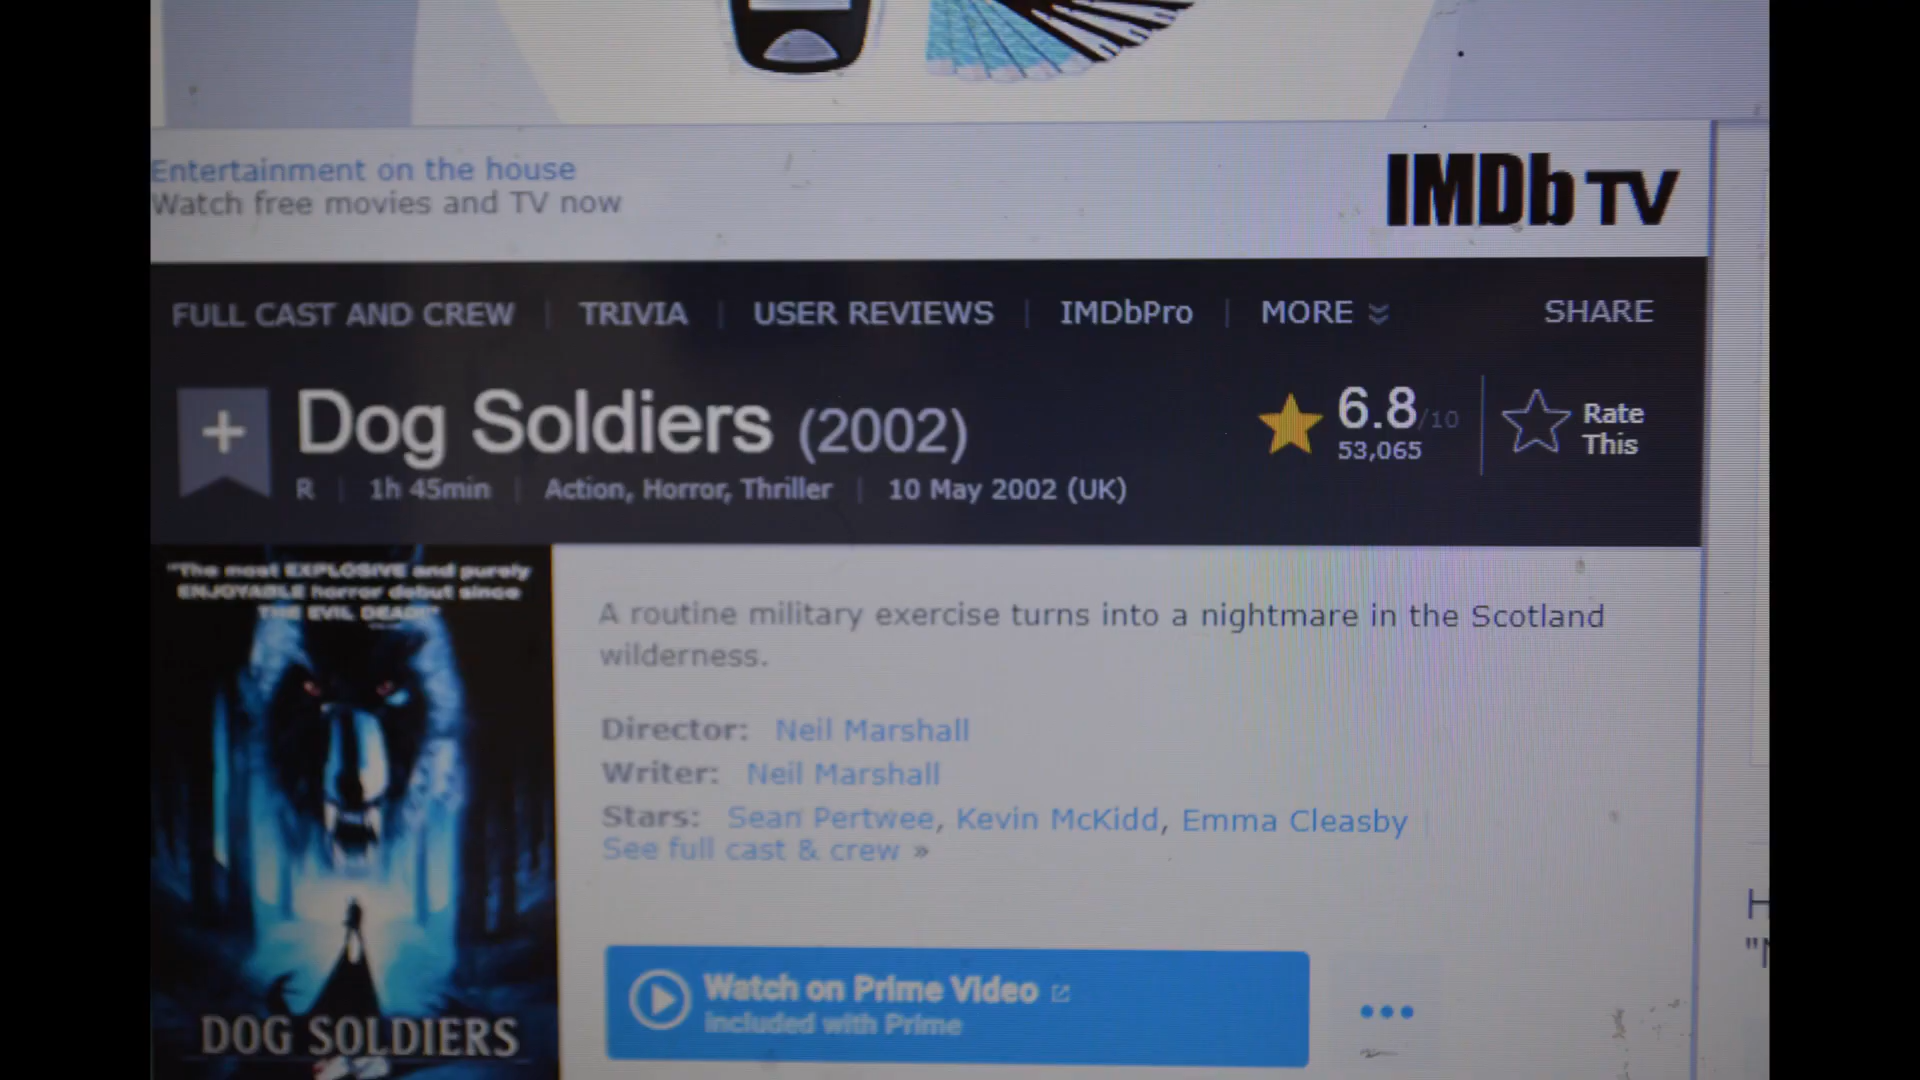 Entertainment on the house
Watch free movies and TV now
IMDb TV
FULL CAST AND CREW | TRIVIA | USER REVIEWS | IMDbPro | MORE SHARE
+ Dog Soldiers (2002)
6.8/10
53,065
Rate
This
R | 1h 45min | Action, Horror, Thriller | 10 May 2002 (UK)
"The most EXPLOSIVE and purely
ENJOYABLE horror debut since
THE EVIL DEAD"
DOG SOLDIERS
A routine military exercise turns into a nightmare in the Scotland
wilderness.
Director: Neil Marshall
Writer: Neil Marshall
Stars: Sean Pertwee, Kevin McKidd, Emma Cleasby |
See full cast & crew »
Watch on Prime Video
Included with Prime